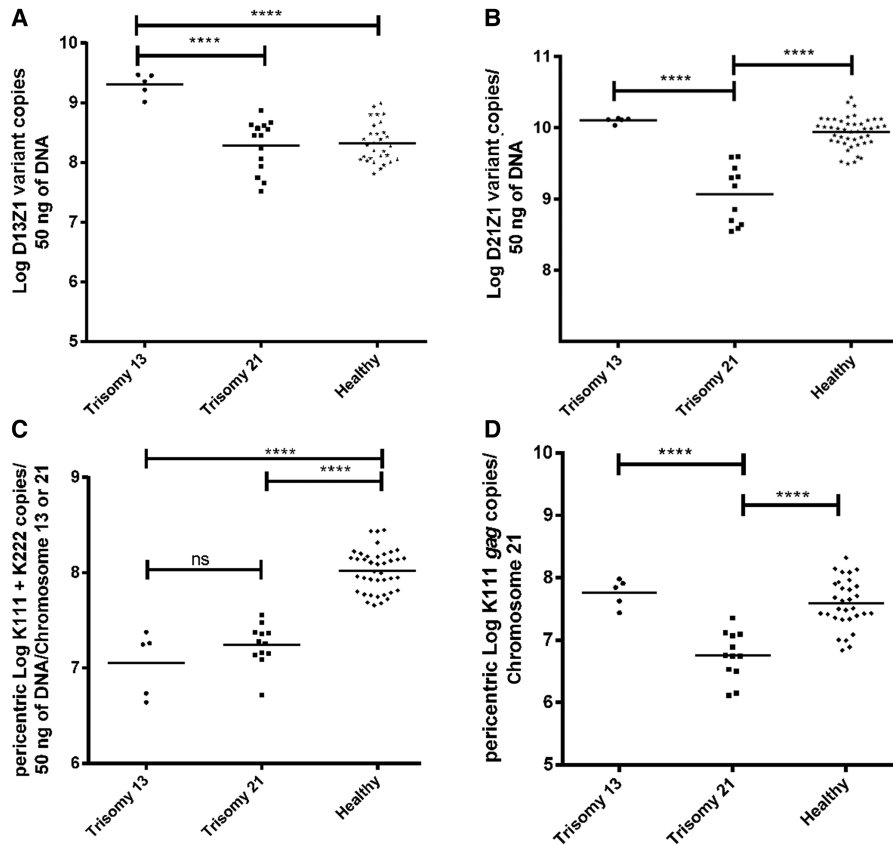 A
Log D13Z1 variant copies/
50 ng of DNA
10
9
8
7
6
5
****
****
Trisomy 13
Trisomy 21
Healthy
B
Log D21Z1 variant copies/
50 ng of DNA
11
10
9
8
****
****
Trisomy 13
Trisomy 21
Healthy
C
pericentric Log K111 + K222 copies/
50 ng of DNA/Chromosome 13 or 21
9
8
7
6
****
****
ns
Trisomy 13
Trisomy 21
Healthy
D
pericentric Log K111 gag copies/
Chromosome 21
10
9
8
7
6
5
****
****
Trisomy 13
Trisomy 21
Healthy